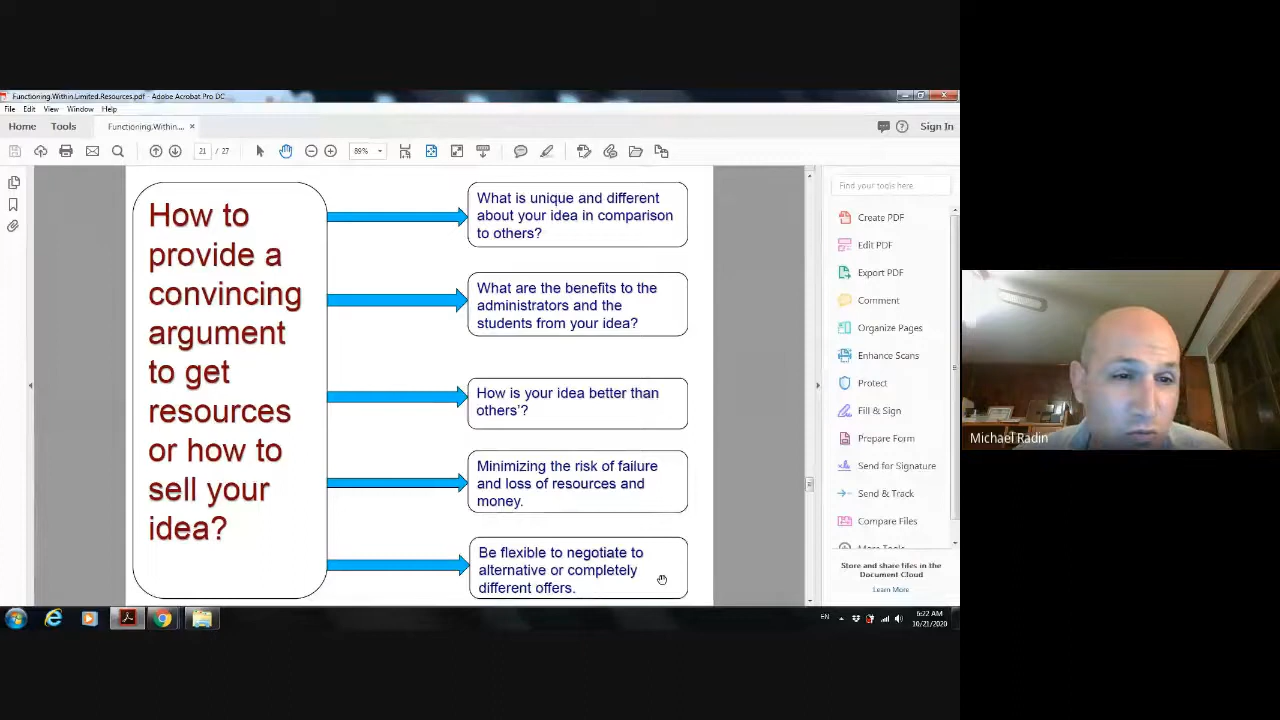 Functioning.Within.Limited.Resources.pdf - Adobe Acrobat Pro DC
File Edit View Window Help
Home Tools Functioning.Within.... × Sign In
21 / 27 89%
How to
provide a
convincing
argument
to get
resources
or how to
sell your
idea?
What is unique and different
about your idea in comparison
to others?
What are the benefits to the
administrators and the
students from your idea?
How is your idea better than
others'?
Minimizing the risk of failure
and loss of resources and
money.
Be flexible to negotiate to
alternative or completely
different offers.
Find your tools here
Create PDF
Edit PDF
Export PDF
Comment
Organize Pages
Enhance Scans
Protect
Fill & Sign
Prepare Form
Send for Signature
Send & Track
Compare Files
More Tools
Store and share files in the
Document Cloud
Learn More
Michael Radin
EN
6:22 AM
10/21/2020